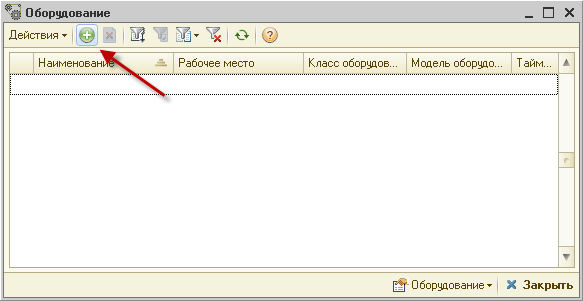 Оборудование
Действия
Наименование Рабочее место Класс оборудов... Модель оборудо... Тайм...
Оборудование Закрыть